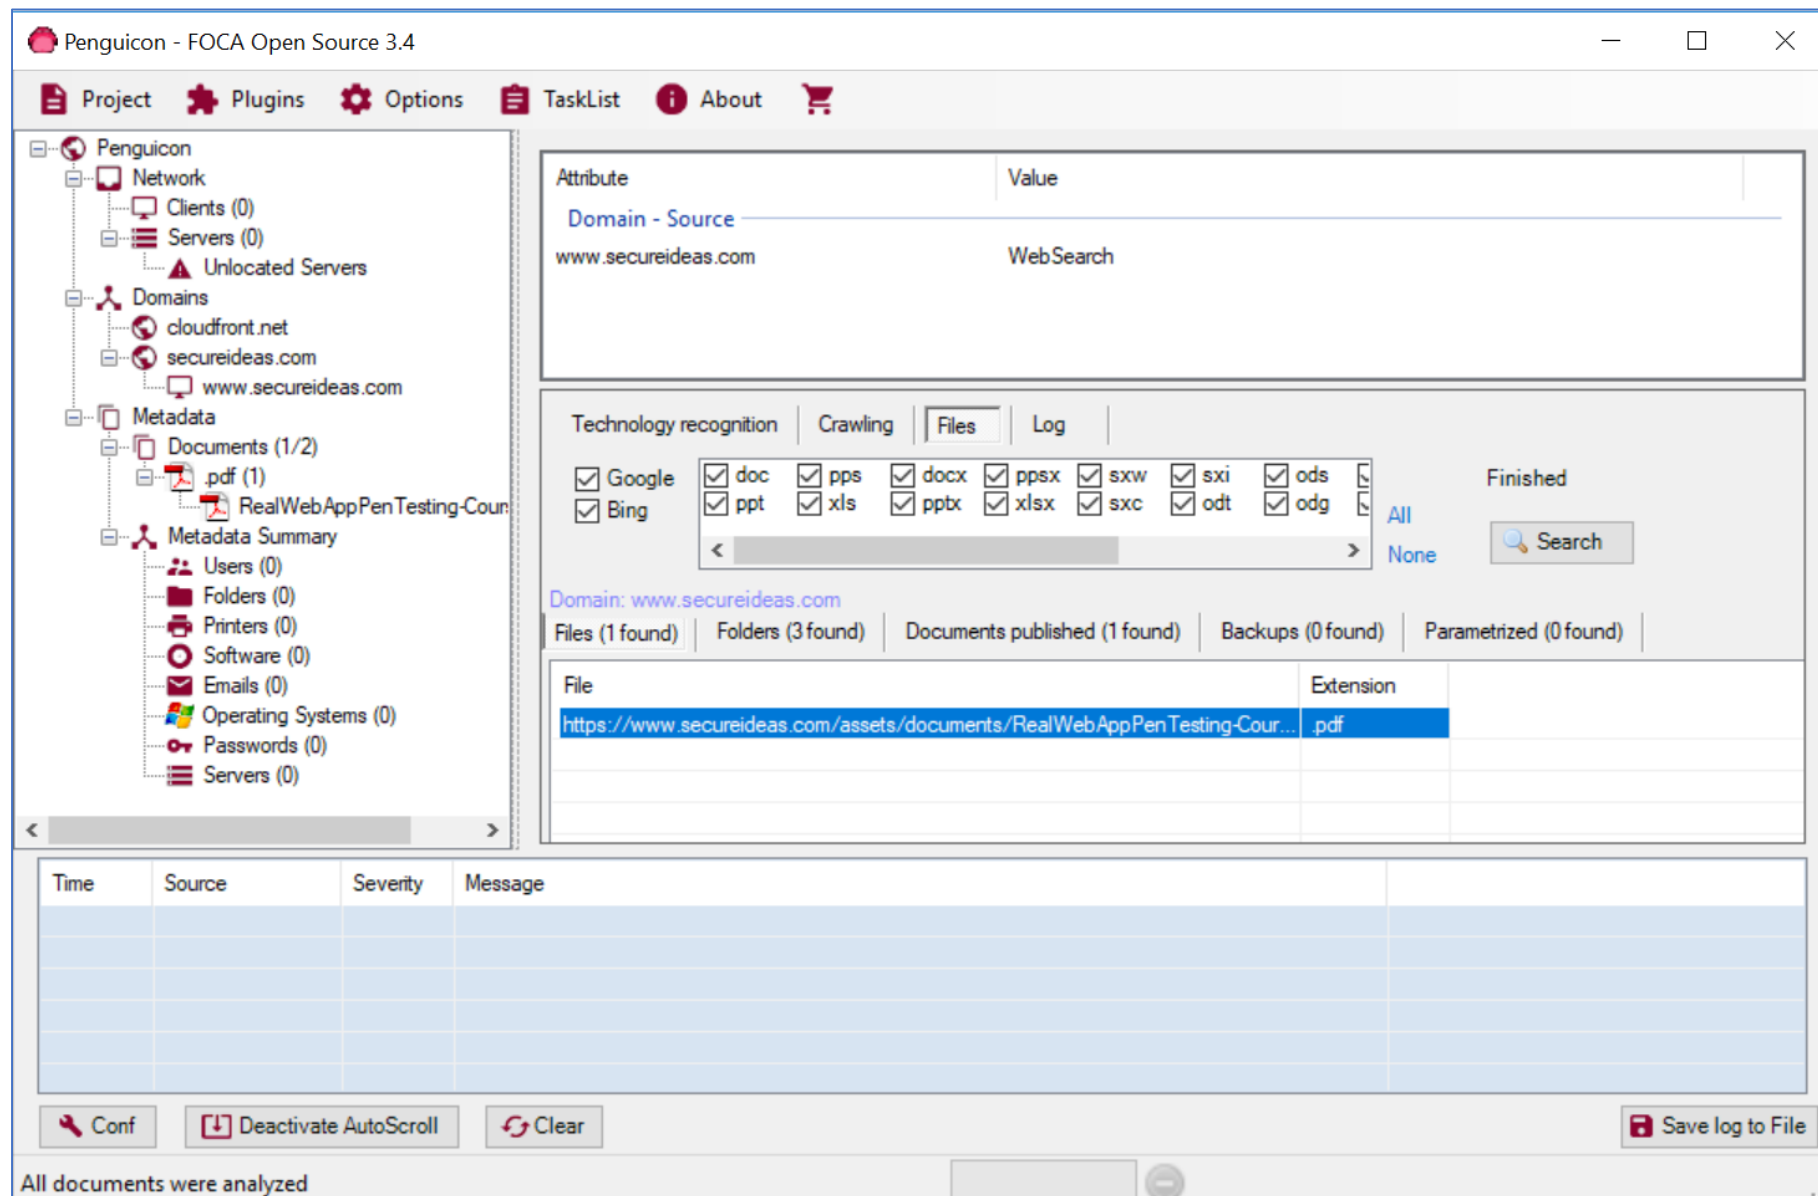 Penguicon - FOCA Open Source 3.4
Project Plugins Options TaskList About
Penguicon
Network
Clients (0)
Servers (0)
Unlocated Servers
Domains
cloudfront.net
secureideas.com
www.secureideas.com
Metadata
Documents (1/2)
.pdf (1)
RealWebAppPenTesting-Cour
Metadata Summary
Users (0)
Folders (0)
Printers (0)
Software (0)
Emails (0)
Operating Systems (0)
Passwords (0)
Servers (0)
Attribute Value
Domain - Source
www.secureideas.com WebSearch
Technology recognition Crawling Files Log
Google doc pps docx ppsx sxw sxi ods Finished
Bing ppt xls pptx xlsx sxc odt odg
All
None
Search
Domain: www.secureideas.com
Files (1 found) Folders (3 found) Documents published (1 found) Backups (0 found) Parametrized (0 found)
File Extension
https://www.secureideas.com/assets/documents/RealWebAppPenTesting-Cour... .pdf
Time Source Severity Message
Conf Deactivate AutoScroll Clear Save log to File
All documents were analyzed